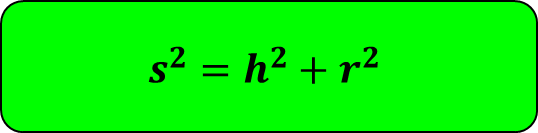 s² = h² + r²